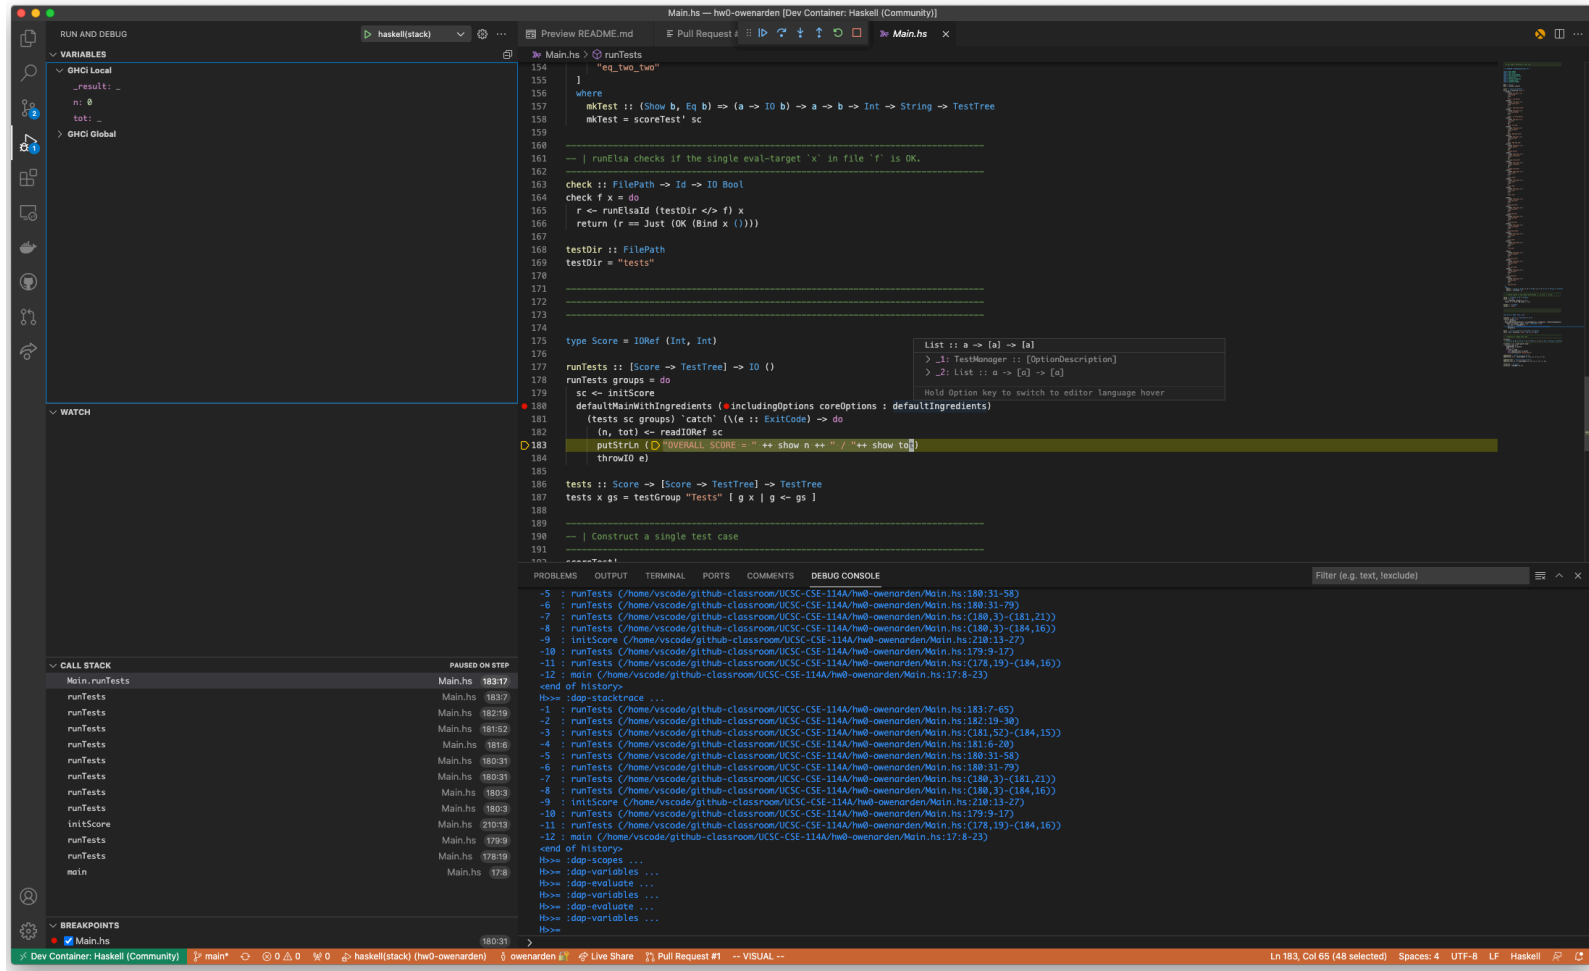 Main.hs — hw0-owenarden [Dev Container: Haskell (Community)]
RUN AND DEBUG
haskell(stack)
Preview README.md
Pull Request #
Main.hs
VARIABLES
GHCi Local
_result: _
n: 0
tot: _
GHCi Global
Main.hs > runTests
154 "eq_two_two"
155 ]
156 where
157 mkTest :: (Show b, Eq b) => (a -> IO b) -> a -> b -> Int -> String -> TestTree
158 mkTest = scoreTest' sc
159
160 --------------------------------------------------------------------------------
161 -- | runElsa checks if the single eval-target `x` in file `f` is OK.
162 --------------------------------------------------------------------------------
163 check :: FilePath -> Id -> IO Bool
164 check f x = do
165 r <- runElsaId (testDir </> f) x
166 return (r == Just (OK (Bind x ())))
167
168 testDir :: FilePath
169 testDir = "tests"
170
171 --------------------------------------------------------------------------------
172 --------------------------------------------------------------------------------
173 --------------------------------------------------------------------------------
174
175 type Score = IORef (Int, Int)
176
177 runTests :: [Score -> TestTree] -> IO ()
178 runTests groups = do
179 sc <- initScore
180 defaultMainWithIngredients (includingOptions coreOptions : defaultIngredients)
181 (tests sc groups) `catch` (\(e :: ExitCode) -> do
182 (n, tot) <- readIORef sc
183 putStrLn ("OVERALL SCORE = " ++ show n ++ " / "++ show tot)
184 throwIO e)
185
186 tests :: Score -> [Score -> TestTree] -> TestTree
187 tests x gs = testGroup "Tests" [ g x | g <- gs ]
188
189 --------------------------------------------------------------------------------
190 -- | Construct a single test case
191 --------------------------------------------------------------------------------
192 scoreTest'
List :: a -> [a] -> [a]
_1: TestManager :: [OptionDescription]
_2: List :: a -> [a] -> [a]
Hold Option key to switch to editor language hover
WATCH
CALL STACK
PAUSED ON STEP
Main.runTests Main.hs 183:17
runTests Main.hs 183:7
runTests Main.hs 182:19
runTests Main.hs 181:52
runTests Main.hs 181:6
runTests Main.hs 180:31
runTests Main.hs 180:31
runTests Main.hs 180:3
runTests Main.hs 180:3
initScore Main.hs 210:13
runTests Main.hs 179:9
runTests Main.hs 178:19
main Main.hs 17:8
BREAKPOINTS
Main.hs 180:31
PROBLEMS OUTPUT TERMINAL PORTS COMMENTS DEBUG CONSOLE
Filter (e.g. text, !exclude)
-5 : runTests (/home/vscode/github-classroom/UCSC-CSE-114A/hw0-owenarden/Main.hs:180:31-58)
-6 : runTests (/home/vscode/github-classroom/UCSC-CSE-114A/hw0-owenarden/Main.hs:180:31-79)
-7 : runTests (/home/vscode/github-classroom/UCSC-CSE-114A/hw0-owenarden/Main.hs:(180,3)-(181,21))
-8 : runTests (/home/vscode/github-classroom/UCSC-CSE-114A/hw0-owenarden/Main.hs:(180,3)-(184,16))
-9 : initScore (/home/vscode/github-classroom/UCSC-CSE-114A/hw0-owenarden/Main.hs:210:13-27)
-10 : runTests (/home/vscode/github-classroom/UCSC-CSE-114A/hw0-owenarden/Main.hs:179:9-17)
-11 : runTests (/home/vscode/github-classroom/UCSC-CSE-114A/hw0-owenarden/Main.hs:(178,19)-(184,16))
-12 : main (/home/vscode/github-classroom/UCSC-CSE-114A/hw0-owenarden/Main.hs:17:8-23)
<end of history>
H>>= :dap-stacktrace ...
-1 : runTests (/home/vscode/github-classroom/UCSC-CSE-114A/hw0-owenarden/Main.hs:183:7-65)
-2 : runTests (/home/vscode/github-classroom/UCSC-CSE-114A/hw0-owenarden/Main.hs:182:19-30)
-3 : runTests (/home/vscode/github-classroom/UCSC-CSE-114A/hw0-owenarden/Main.hs:(181,52)-(184,15))
-4 : runTests (/home/vscode/github-classroom/UCSC-CSE-114A/hw0-owenarden/Main.hs:181:6-20)
-5 : runTests (/home/vscode/github-classroom/UCSC-CSE-114A/hw0-owenarden/Main.hs:180:31-58)
-6 : runTests (/home/vscode/github-classroom/UCSC-CSE-114A/hw0-owenarden/Main.hs:180:31-79)
-7 : runTests (/home/vscode/github-classroom/UCSC-CSE-114A/hw0-owenarden/Main.hs:(180,3)-(181,21))
-8 : runTests (/home/vscode/github-classroom/UCSC-CSE-114A/hw0-owenarden/Main.hs:(180,3)-(184,16))
-9 : initScore (/home/vscode/github-classroom/UCSC-CSE-114A/hw0-owenarden/Main.hs:210:13-27)
-10 : runTests (/home/vscode/github-classroom/UCSC-CSE-114A/hw0-owenarden/Main.hs:179:9-17)
-11 : runTests (/home/vscode/github-classroom/UCSC-CSE-114A/hw0-owenarden/Main.hs:(178,19)-(184,16))
-12 : main (/home/vscode/github-classroom/UCSC-CSE-114A/hw0-owenarden/Main.hs:17:8-23)
<end of history>
H>>= :dap-scopes ...
H>>= :dap-variables ...
H>>= :dap-evaluate ...
H>>= :dap-variables ...
H>>= :dap-evaluate ...
H>>= :dap-variables ...
H>>=
>
Dev Container: Haskell (Community) main* 0 0 0 haskell(stack) (hw0-owenarden) owenarden Live Share Pull Request #1 -- VISUAL -- Ln 183, Col 65 (48 selected) Spaces: 4 UTF-8 LF Haskell